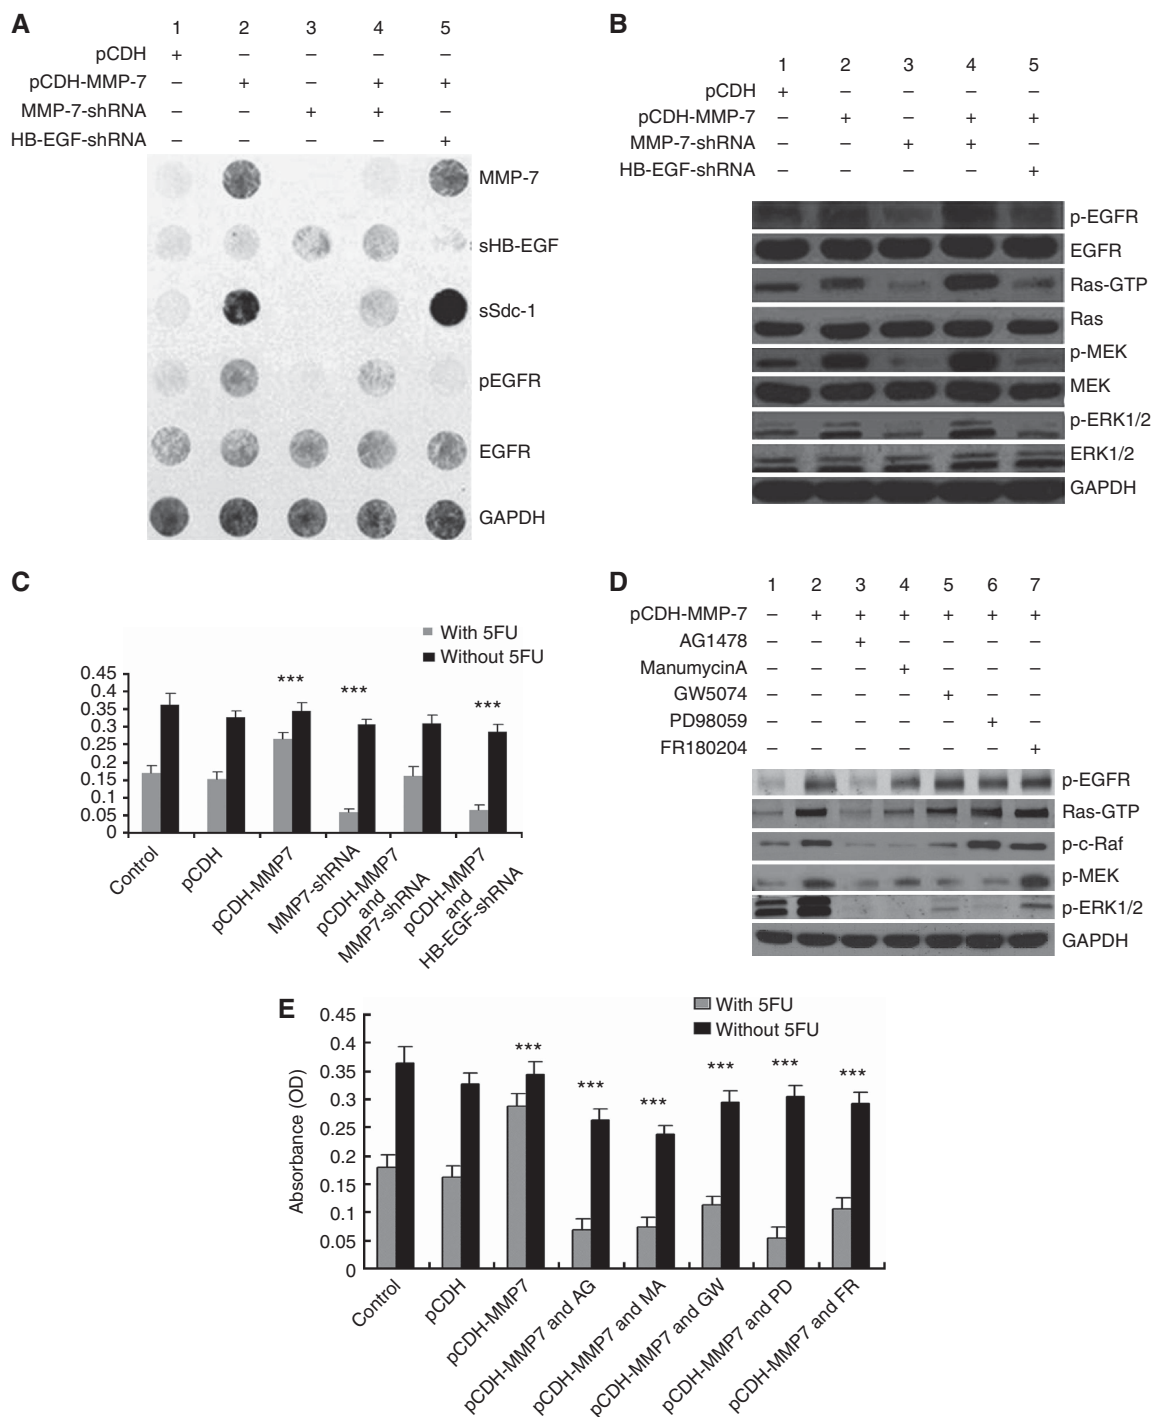 A
1 2 3 4 5
pCDH + – – – –
pCDH-MMP-7 – + – + +
MMP-7-shRNA – – + + –
HB-EGF-shRNA – – – – +
MMP-7
sHB-EGF
sSdc-1
pEGFR
EGFR
GAPDH
B
1 2 3 4 5
pCDH + – – – –
pCDH-MMP-7 – + – + +
MMP-7-shRNA – – + + –
HB-EGF-shRNA – – – – +
p-EGFR
EGFR
Ras-GTP
Ras
p-MEK
MEK
p-ERK1/2
ERK1/2
GAPDH
C
With 5FU
Without 5FU
0.45
0.4
0.35
0.3
0.25
0.2
0.15
0.1
0.05
0
*** *** ***
Control
pCDH
pCDH-MMP7
MMP7-shRNA
pCDH-MMP7
and
MMP7-shRNA
pCDH-MMP7
and
HB-EGF-shRNA
D
1 2 3 4 5 6 7
pCDH-MMP-7 – + + + + + +
AG1478 – – + – – – –
ManumycinA – – – + – – –
GW5074 – – – – + – –
PD98059 – – – – – + –
FR180204 – – – – – – +
p-EGFR
Ras-GTP
p-c-Raf
p-MEK
p-ERK1/2
GAPDH
E
With 5FU
Without 5FU
Absorbance (OD)
0.45
0.4
0.35
0.3
0.25
0.2
0.15
0.1
0.05
0
*** *** *** *** *** ***
Control
pCDH
pCDH-MMP7
pCDH-MMP7 and AG
pCDH-MMP7 and MA
pCDH-MMP7 and GW
pCDH-MMP7 and PD
pCDH-MMP7 and FR